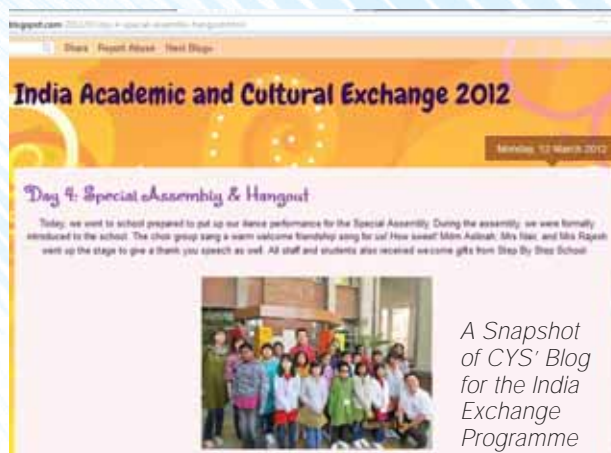 blogspot.com
Share Report Abuse Next Blog»
India Academic and Cultural Exchange 2012
Monday, 12 March 2012
Day 4: Special Assembly & Hangout
Today, we went to school prepared to put up our dance performance for the Special Assembly. During the assembly, we were formally
introduced to the school. The choir group sang a warm welcome friendship song for us! How sweet! Mdm Aslinah, Mrs Nair, and Mrs Rajesh
went up the stage to give a thank you speech as well. All staff and students also received welcome gifts from Step By Step School.
A Snapshot
of CYS' Blog
for the India
Exchange
Programme